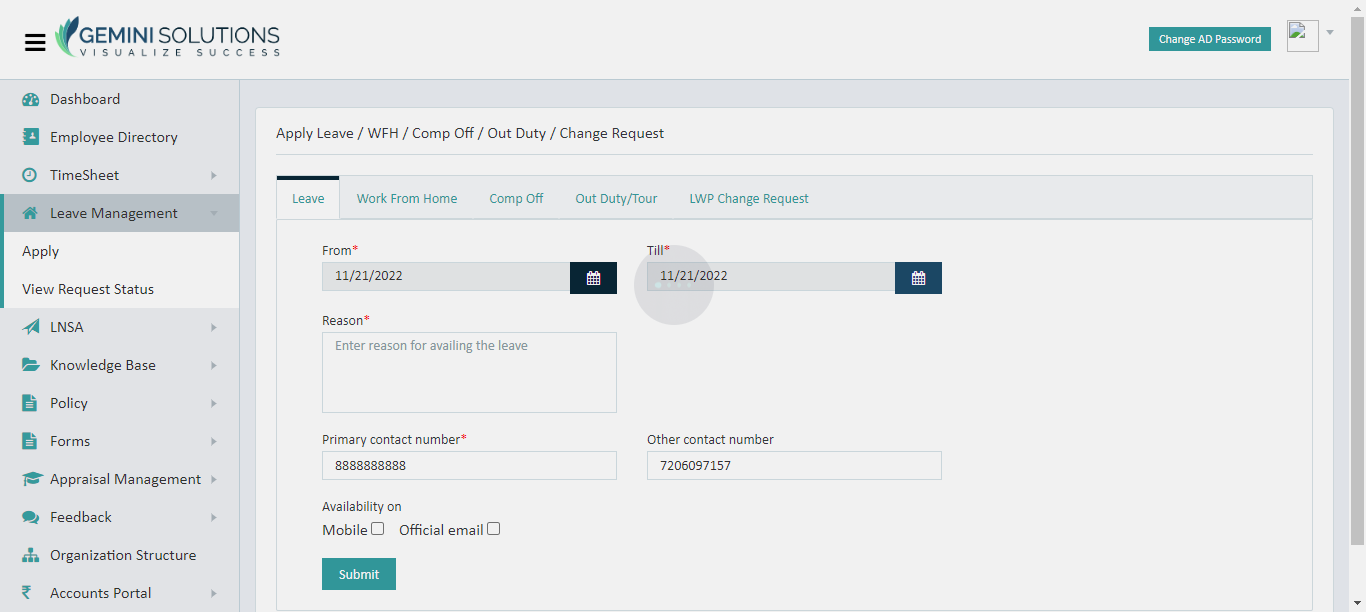 GEMINI SOLUTIONS
VISUALIZE SUCCESS
Change AD Password
Dashboard
Employee Directory
TimeSheet
Leave Management
Apply
View Request Status
LNSA
Knowledge Base
Policy
Forms
Appraisal Management
Feedback
Organization Structure
Accounts Portal
Apply Leave / WFH / Comp Off / Out Duty / Change Request
Leave Work From Home Comp Off Out Duty/Tour LWP Change Request
From* Till*
11/21/2022 11/21/2022
Reason*
Enter reason for availing the leave
Primary contact number* Other contact number
8888888888 7206097157
Availability on
Mobile Official email
Submit